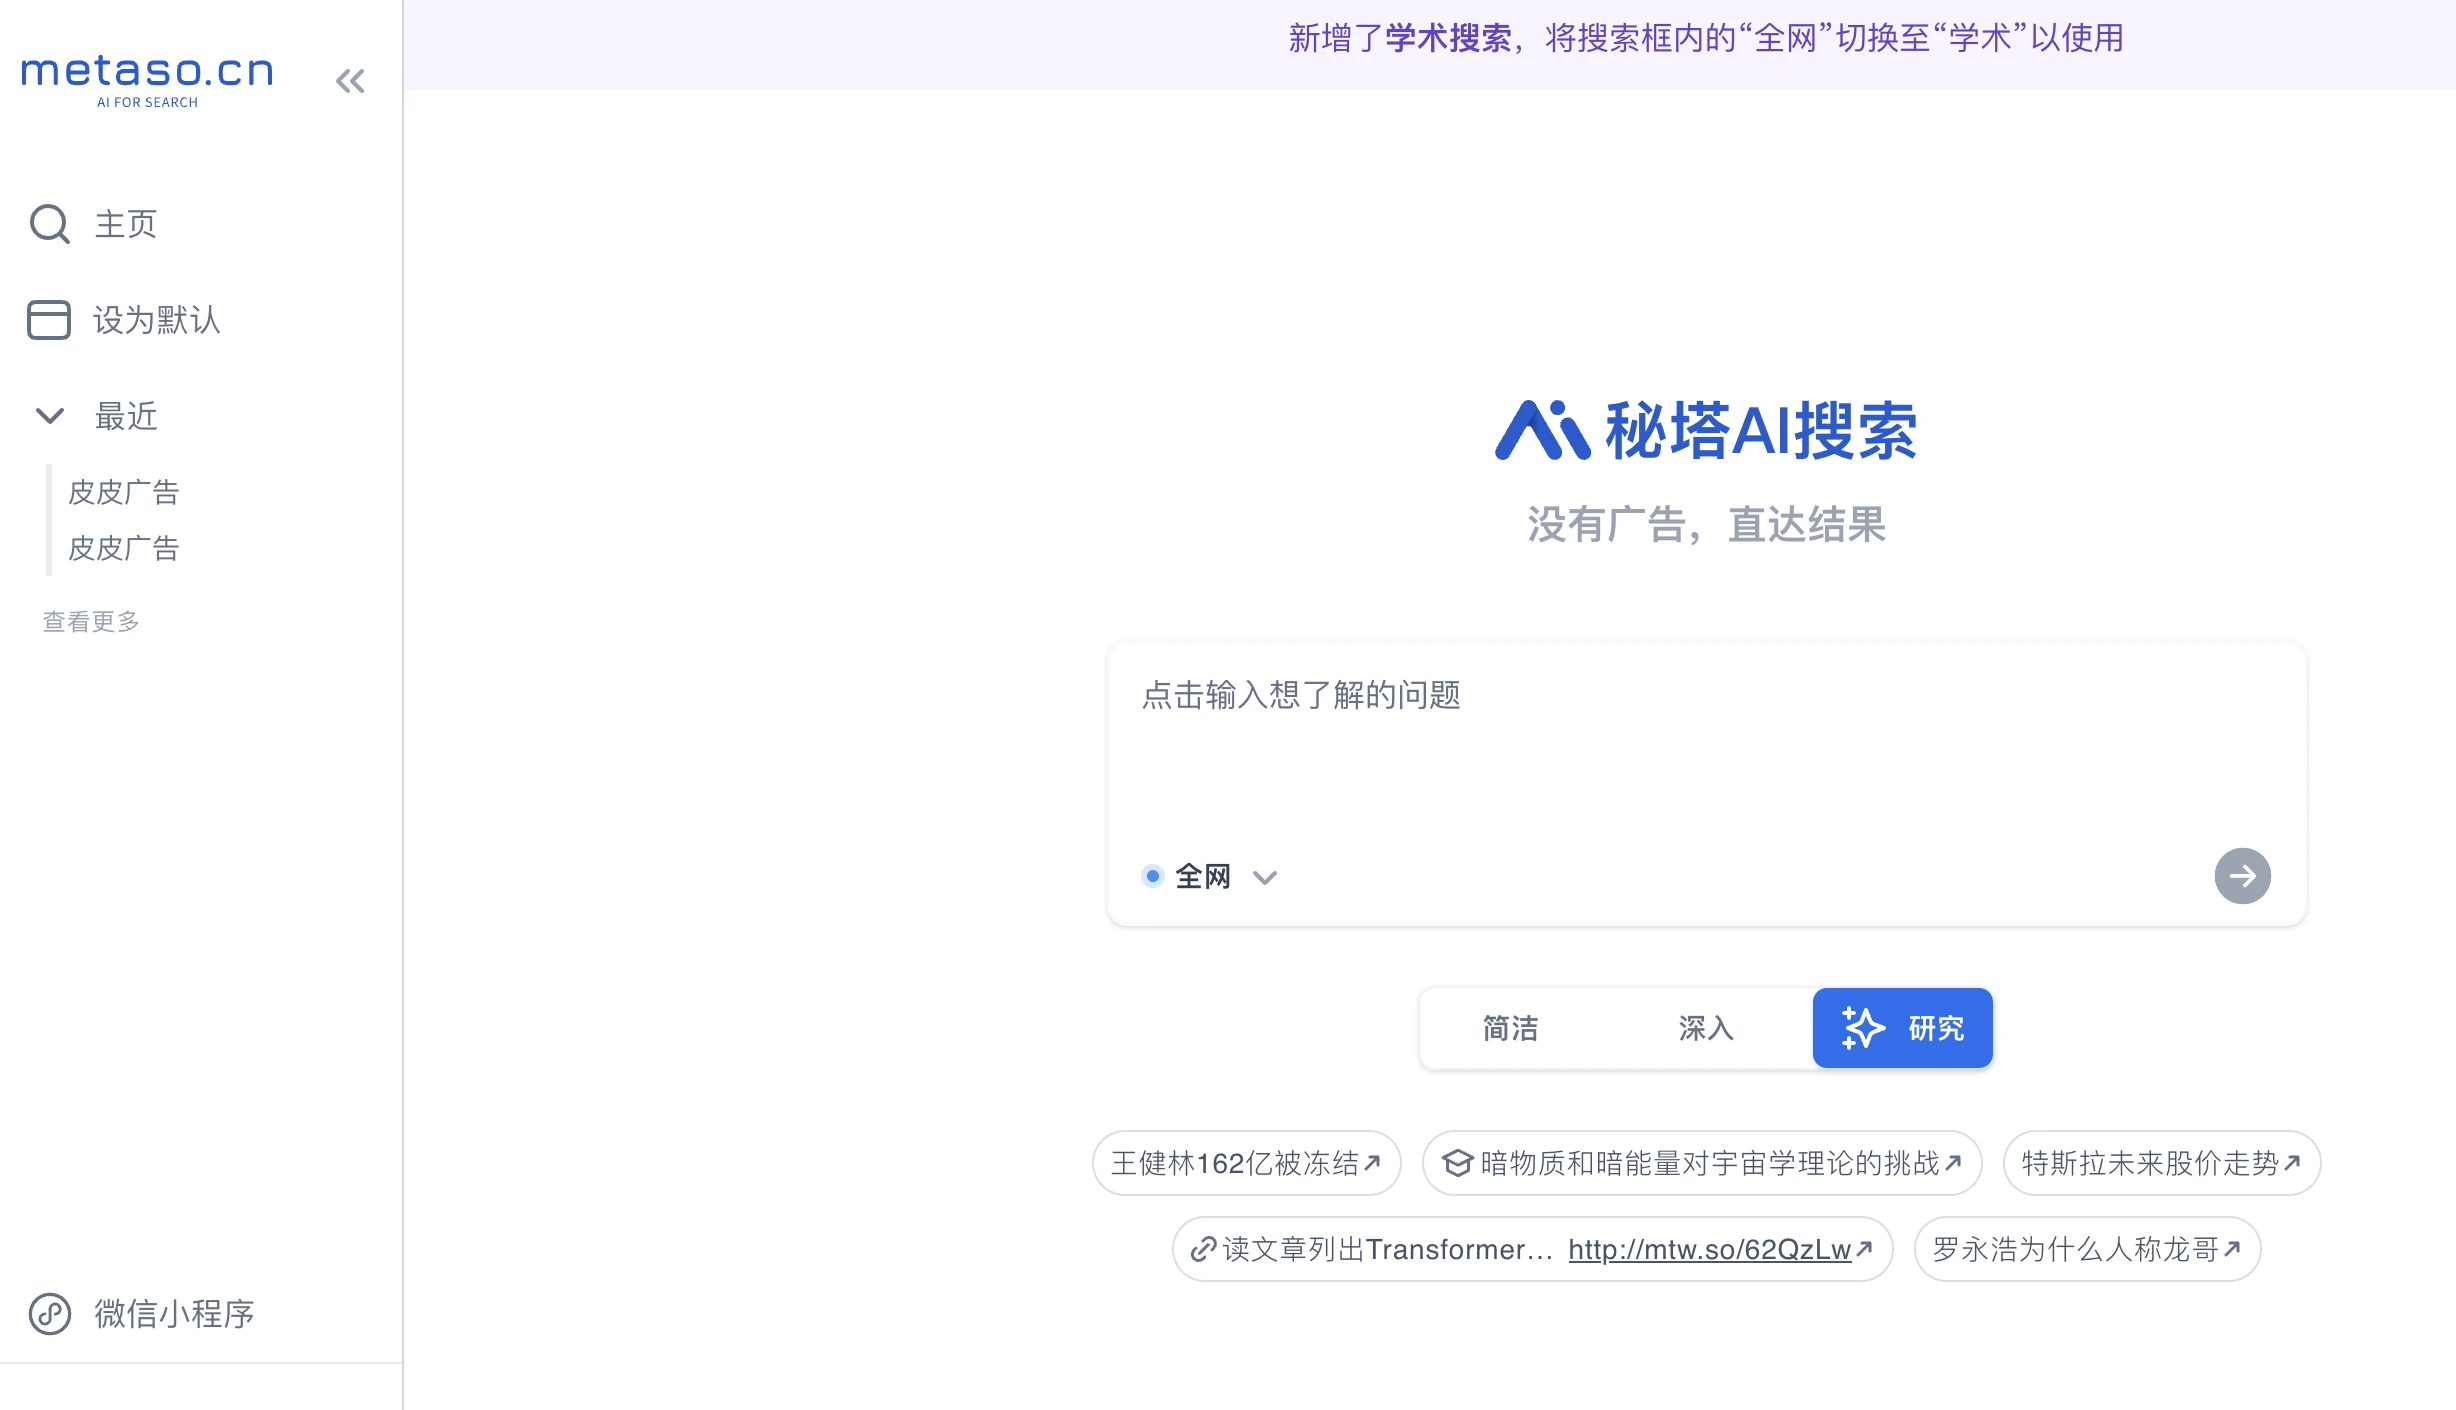 metaso.cn
AI FOR SEARCH
主页
设为默认
最近
皮皮广告
皮皮广告
查看更多
微信小程序
新增了学术搜索，将搜索框内的“全网”切换至“学术”以使用
秘塔AI搜索
没有广告，直达结果
点击输入想了解的问题
全网
简洁 深入 研究
王健林162亿被冻结 暗物质和暗能量对宇宙学理论的挑战 特斯拉未来股价走势
读文章列出Transformer... http://mtw.so/62QzLw 罗永浩为什么人称龙哥